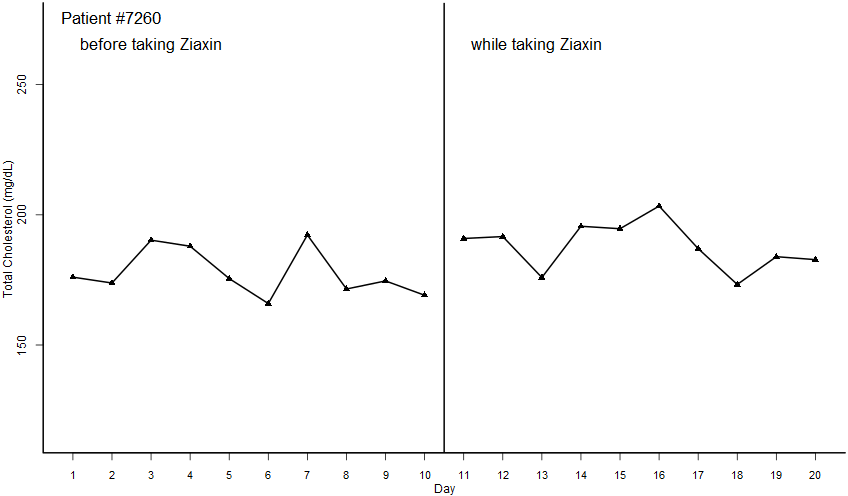 Patient #7260
before taking Ziaxin
while taking Ziaxin
Total Cholesterol (mg/dL)
250
200
150
1 2 3 4 5 6 7 8 9 10 11 12 13 14 15 16 17 18 19 20
Day